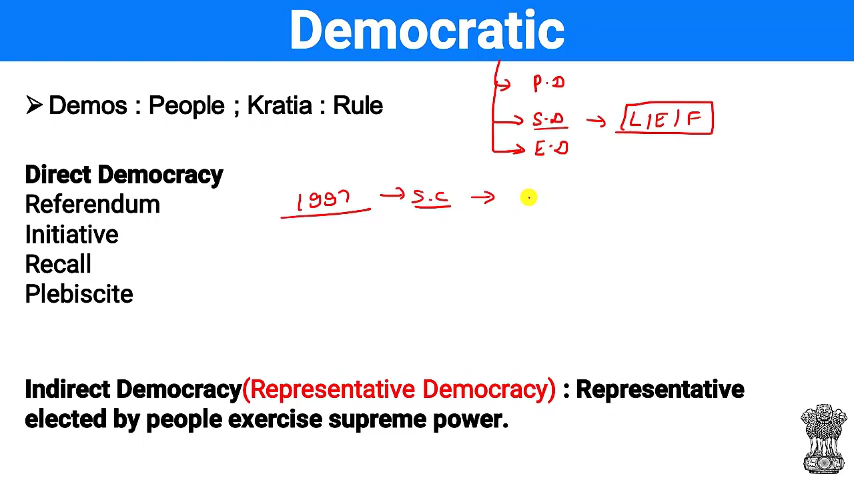 Democratic
P.D
➢ Demos : People ; Kratia : Rule
S.D → L/E/F
E.D
Direct Democracy
Referendum
1997 → S.C →
Initiative
Recall
Plebiscite
Indirect Democracy(Representative Democracy) : Representative
elected by people exercise supreme power.